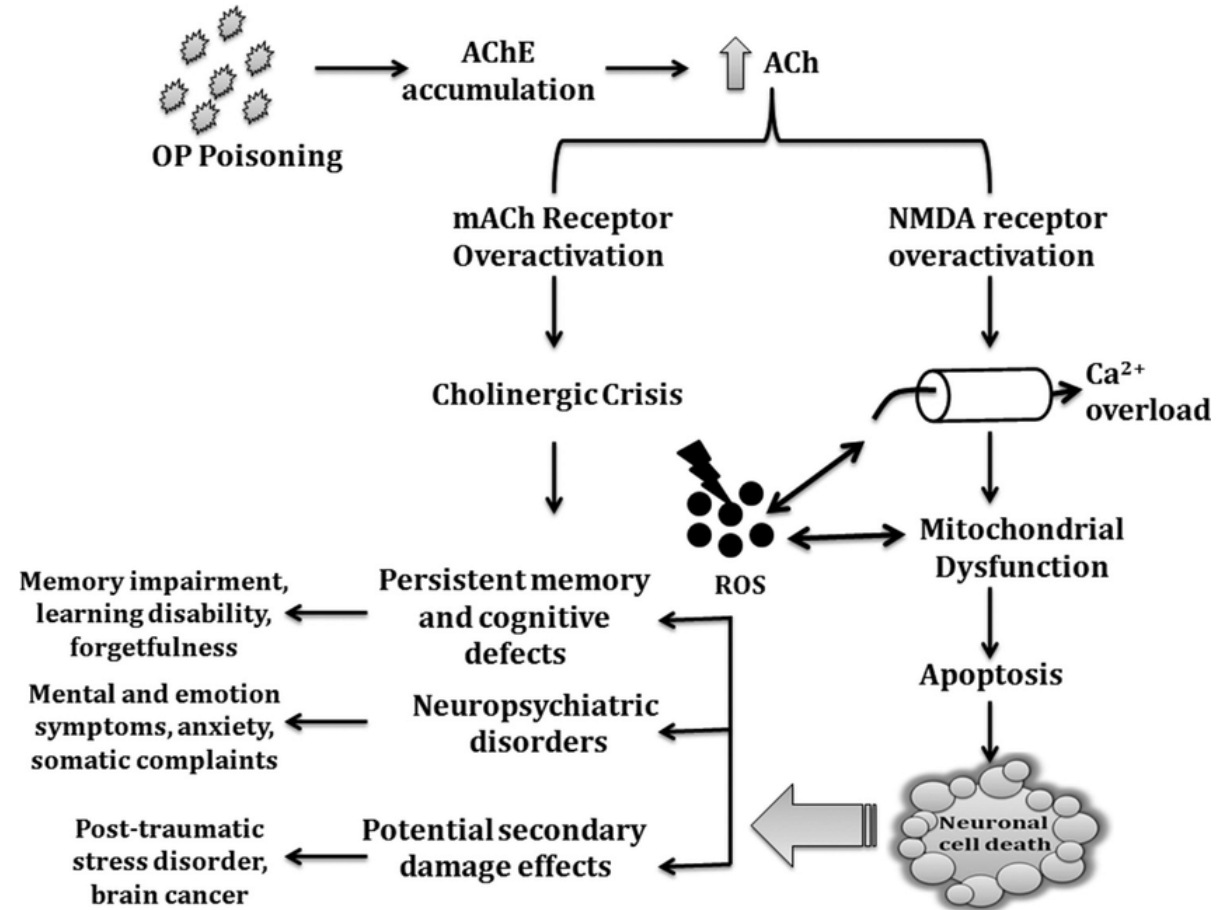 AChE
accumulation
ACh
OP Poisoning
mACh Receptor
Overactivation
NMDA receptor
overactivation
Cholinergic Crisis
Ca²⁺
overload
ROS
Mitochondrial
Dysfunction
Memory impairment,
learning disability,
forgetfulness
Persistent memory
and cognitive
defects
Apoptosis
Mental and emotion
symptoms, anxiety,
somatic complaints
Neuropsychiatric
disorders
Post-traumatic
stress disorder,
brain cancer
Potential secondary
damage effects
Neuronal
cell death